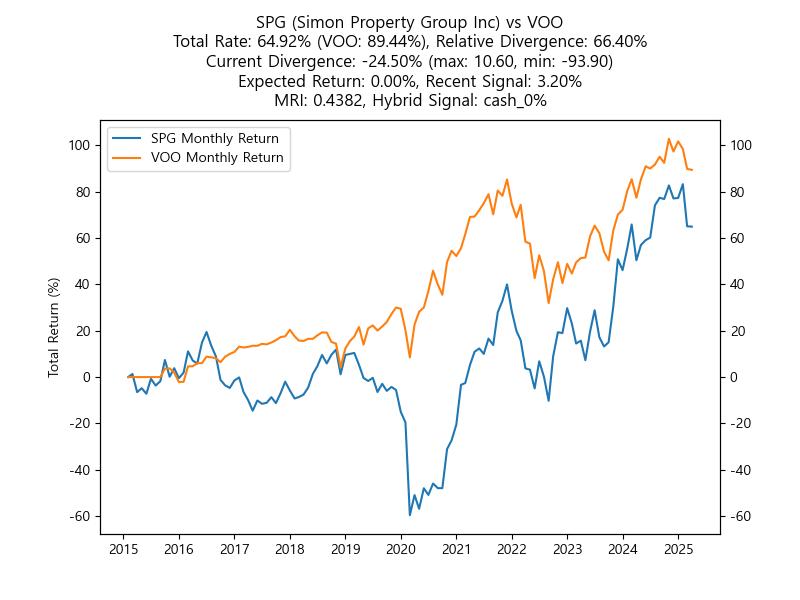 SPG (Simon Property Group Inc) vs VOO
Total Rate: 64.92% (VOO: 89.44%), Relative Divergence: 66.40%
Current Divergence: -24.50% (max: 10.60, min: -93.90)
Expected Return: 0.00%, Recent Signal: 3.20%
MRI: 0.4382, Hybrid Signal: cash_0%
SPG Monthly Return
VOO Monthly Return
Total Return (%)
100
80
60
40
20
0
-20
-40
-60
100
80
60
40
20
0
-20
-40
-60
2015 2016 2017 2018 2019 2020 2021 2022 2023 2024 2025